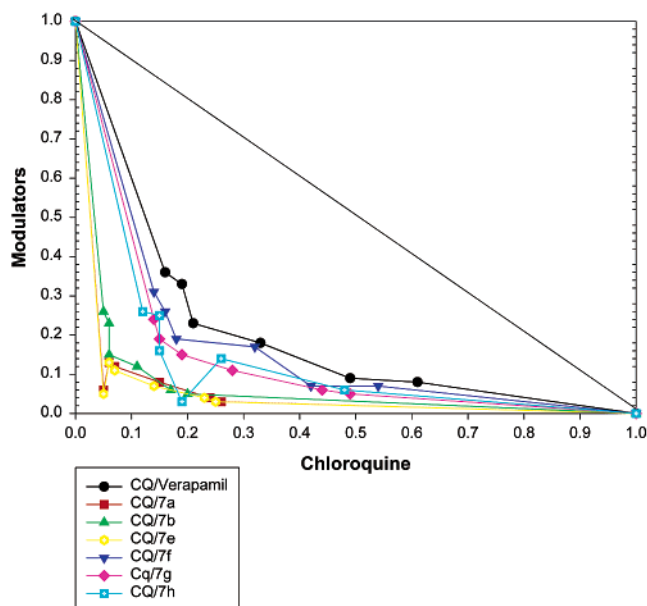 1.0
0.9
0.8
0.7
0.6
0.5
0.4
0.3
0.2
0.1
0.0
Modulators
0.0 0.1 0.2 0.3 0.4 0.5 0.6 0.7 0.8 0.9 1.0
Chloroquine
CQ/Verapamil
CQ/7a
CQ/7b
CQ/7e
CQ/7f
Cq/7g
CQ/7h